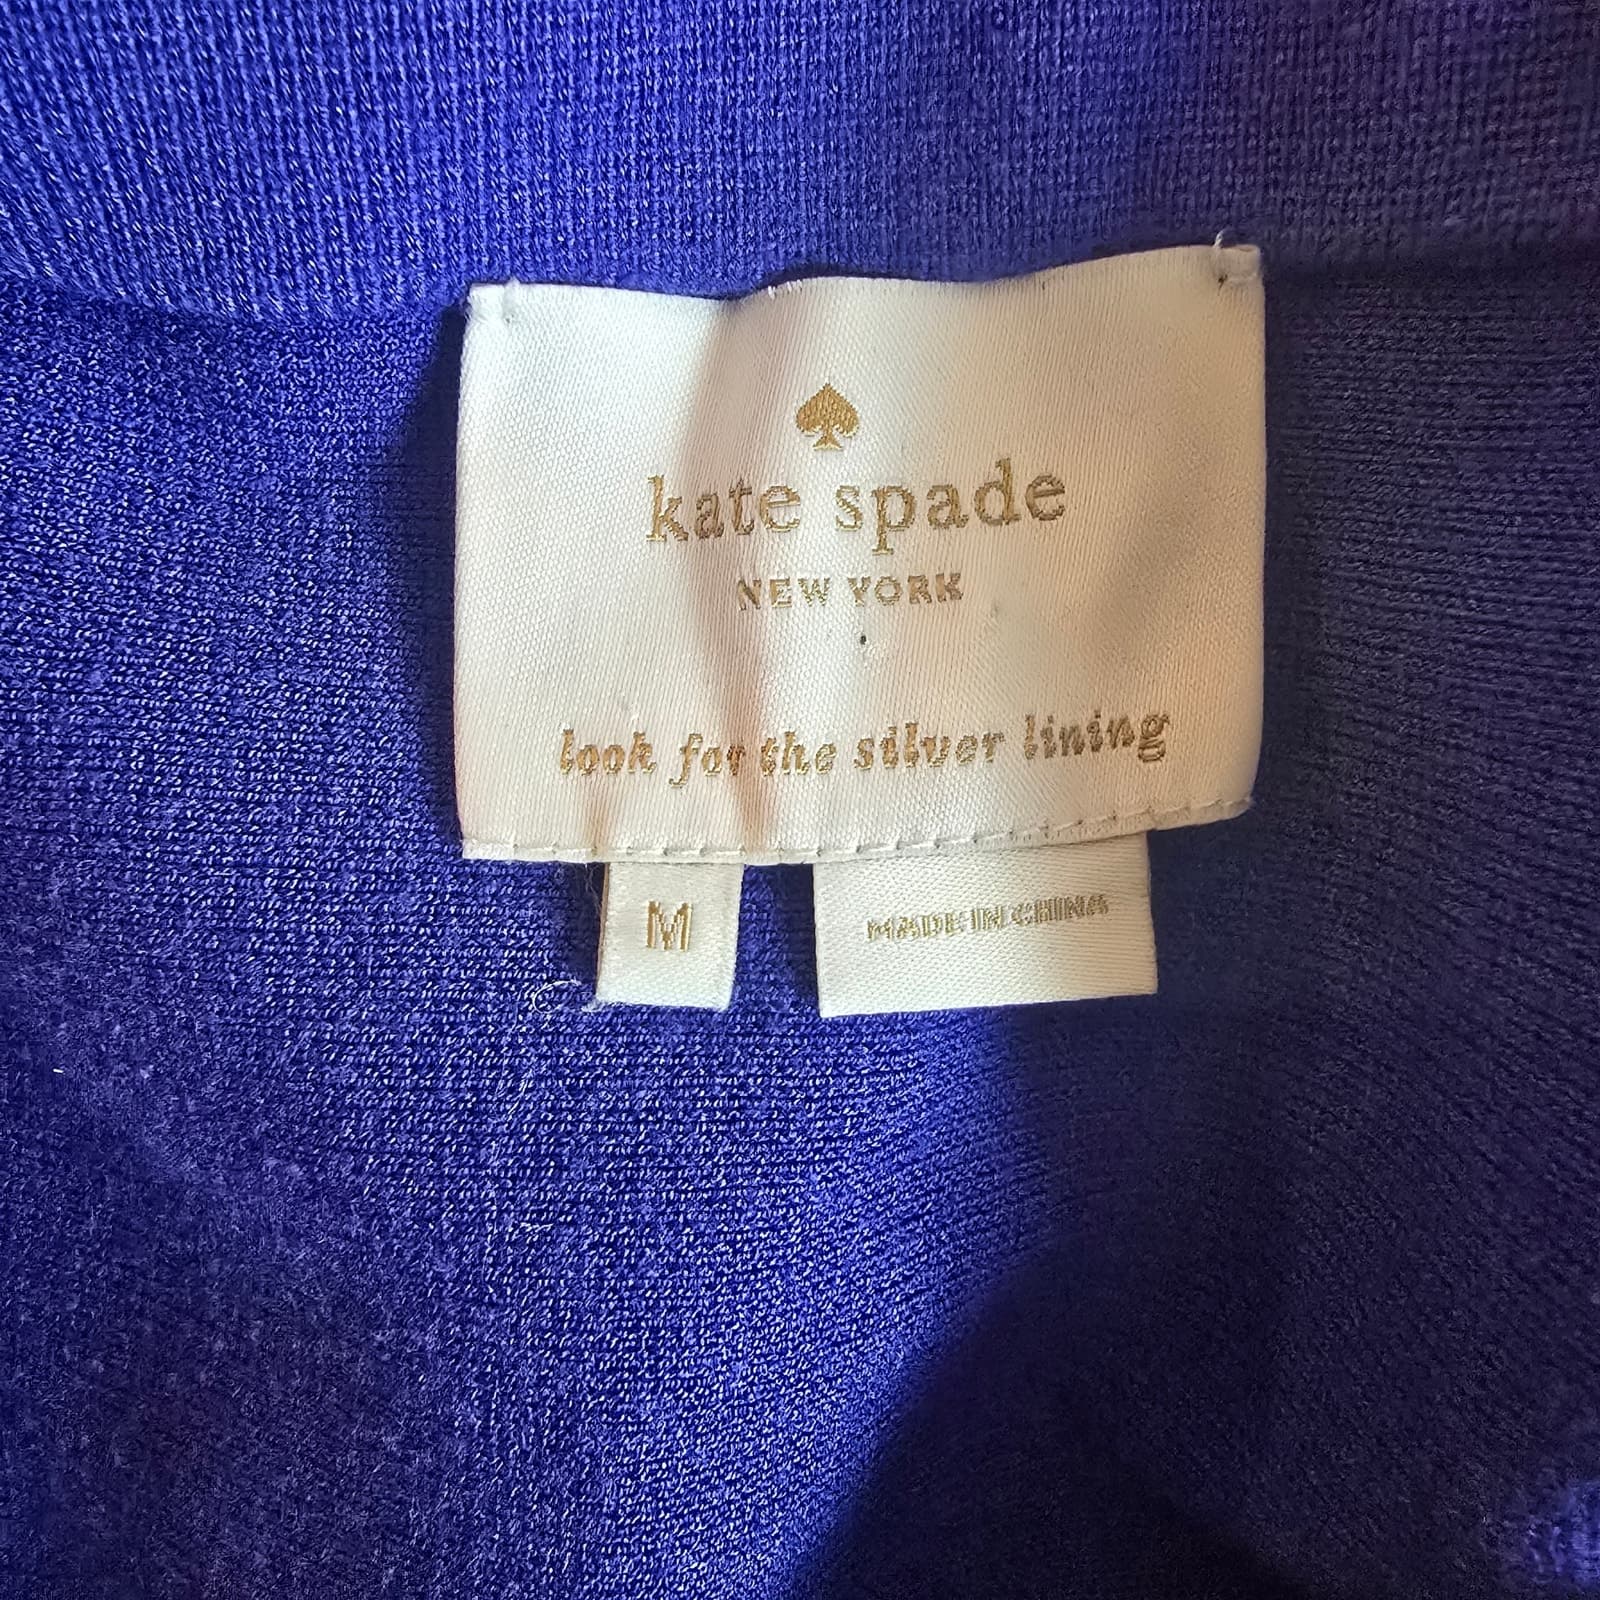 kate spade
NEW YORK
look for the silver lining
M
MADE IN CHINA